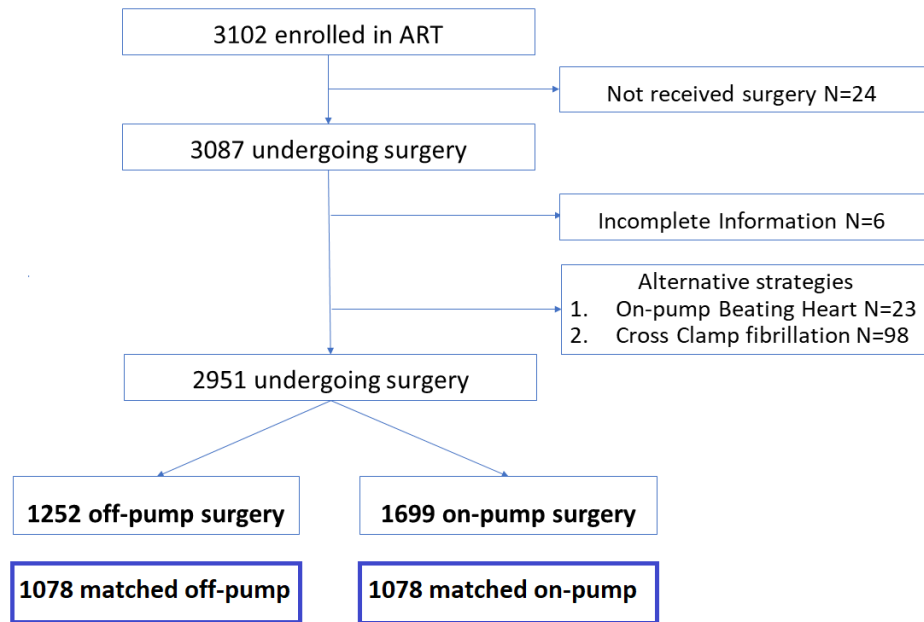 3102 enrolled in ART
Not received surgery N=24
3087 undergoing surgery
Incomplete Information N=6
Alternative strategies
1. On-pump Beating Heart N=23
2. Cross Clamp fibrillation N=98
2951 undergoing surgery
1252 off-pump surgery
1699 on-pump surgery
1078 matched off-pump
1078 matched on-pump